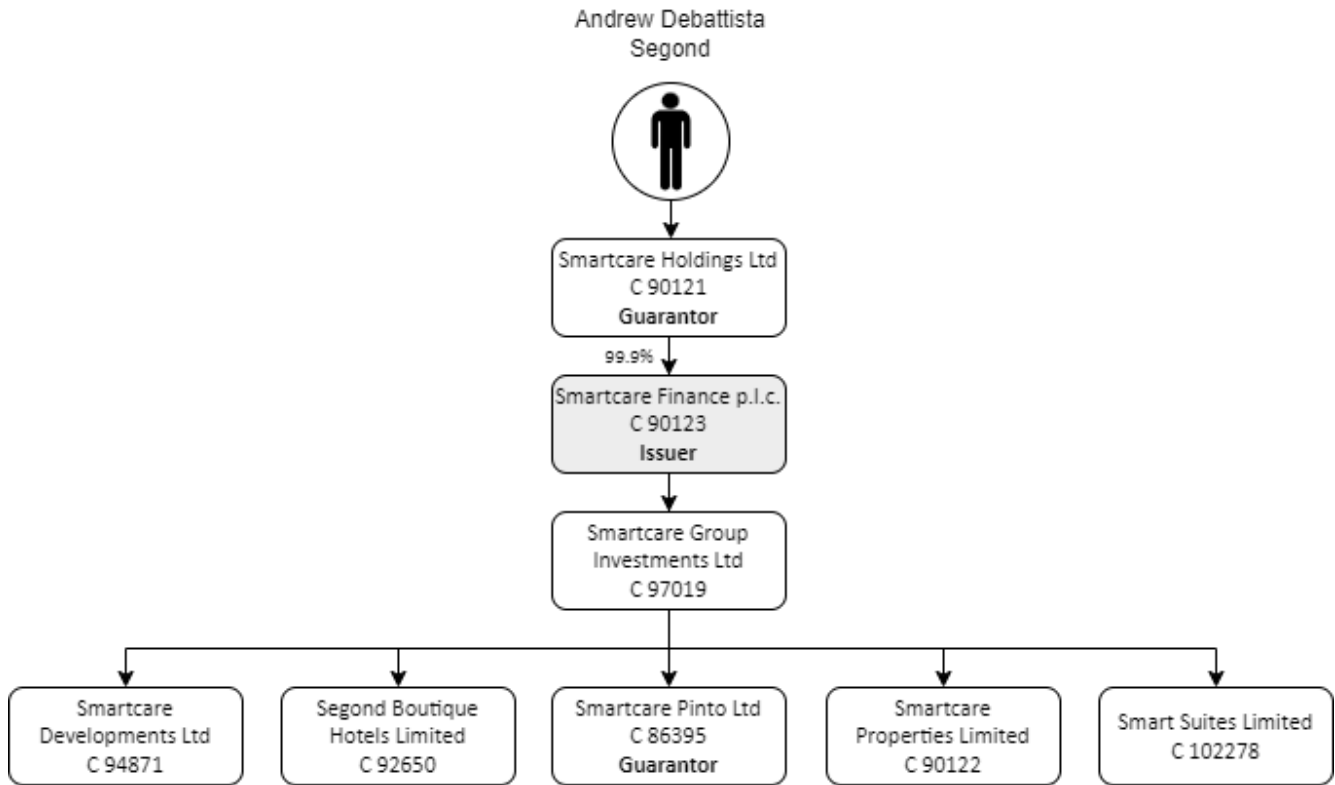 Andrew Debattista
Segond
Smartcare Holdings Ltd
C 90121
Guarantor
99.9%
Smartcare Finance p.l.c.
C 90123
Issuer
Smartcare Group
Investments Ltd
C 97019
Smartcare
Developments Ltd
C 94871
Segond Boutique
Hotels Limited
C 92650
Smartcare Pinto Ltd
C 86395
Guarantor
Smartcare
Properties Limited
C 90122
Smart Suites Limited
C 102278